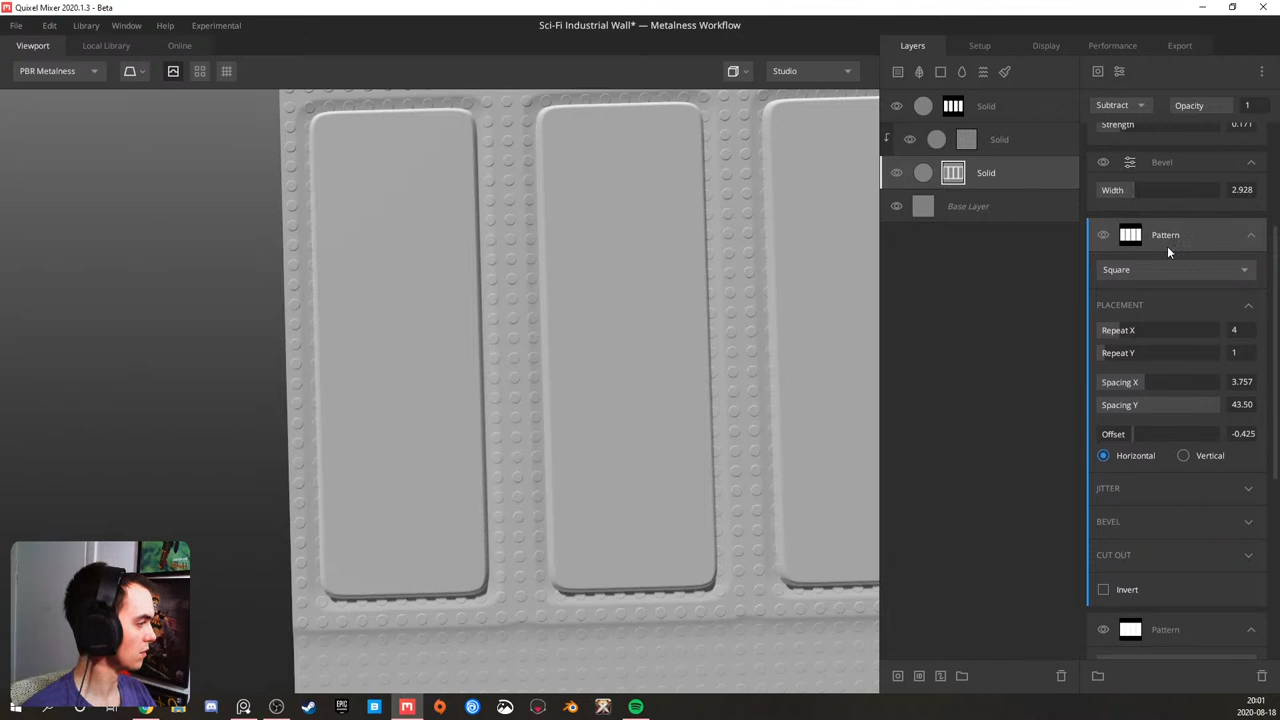 Quixel Mixer 2020.1.3 - Beta
File Edit Library Window Help Experimental
Sci-Fi Industrial Wall* — Metalness Workflow
Viewport Local Library Online
Layers Setup Display Performance Export
PBR Metalness
Studio
Solid
Solid
Solid
Base Layer
Subtract Opacity 1
Strength 0.171
Bevel
Width 2.928
Pattern
Square
PLACEMENT
Repeat X 4
Repeat Y 1
Spacing X 3.757
Spacing Y 43.50
Offset -0.425
Horizontal Vertical
JITTER
BEVEL
CUT OUT
Invert
Pattern
EPIC
20:01
2020-08-18